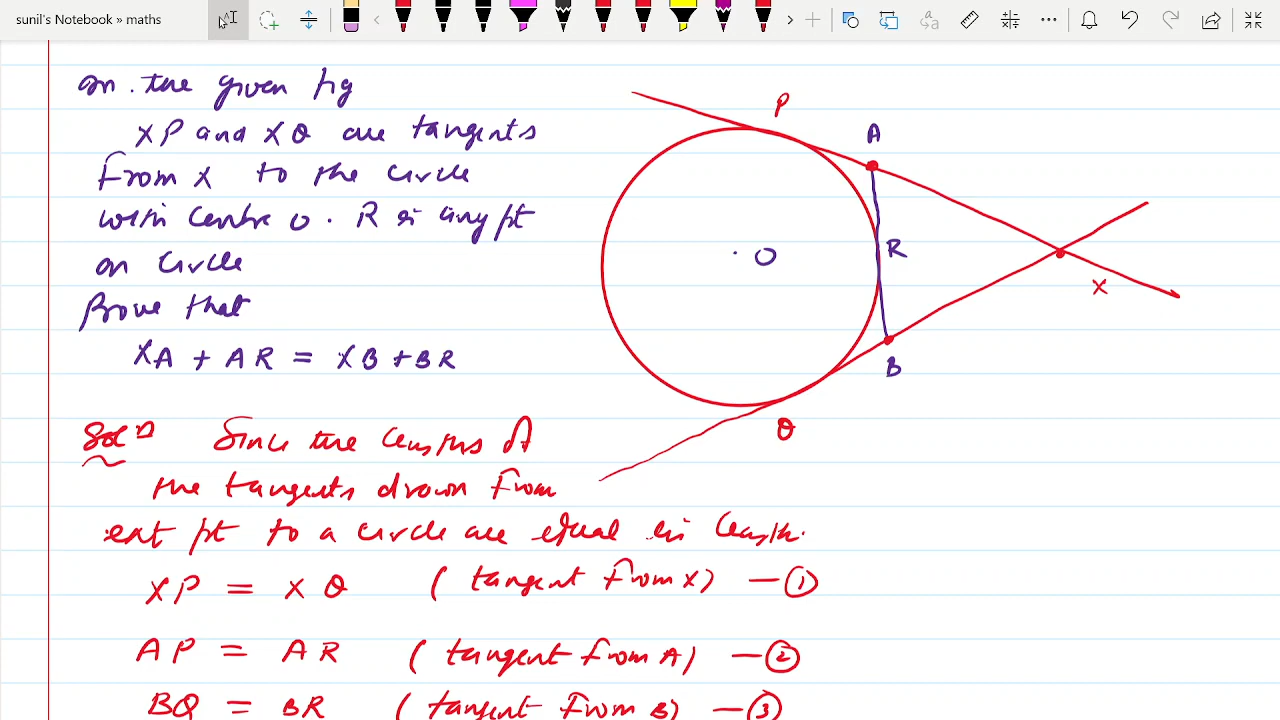 sunil's Notebook » maths
In the given fig
XP and XQ are tangents
From X to the circle
with centre O. R is any pt
on circle
Prove that
XA + AR = XB + BR
P
A
O
R
X
B
Q
Solⁿ Since the lengths of
the tangents drawn From
ext pt to a circle are equal in length.
XP = XQ (tangent From X) — ①
AP = AR (tangent From A) — ②
BQ = BR (tangent From B) — ③